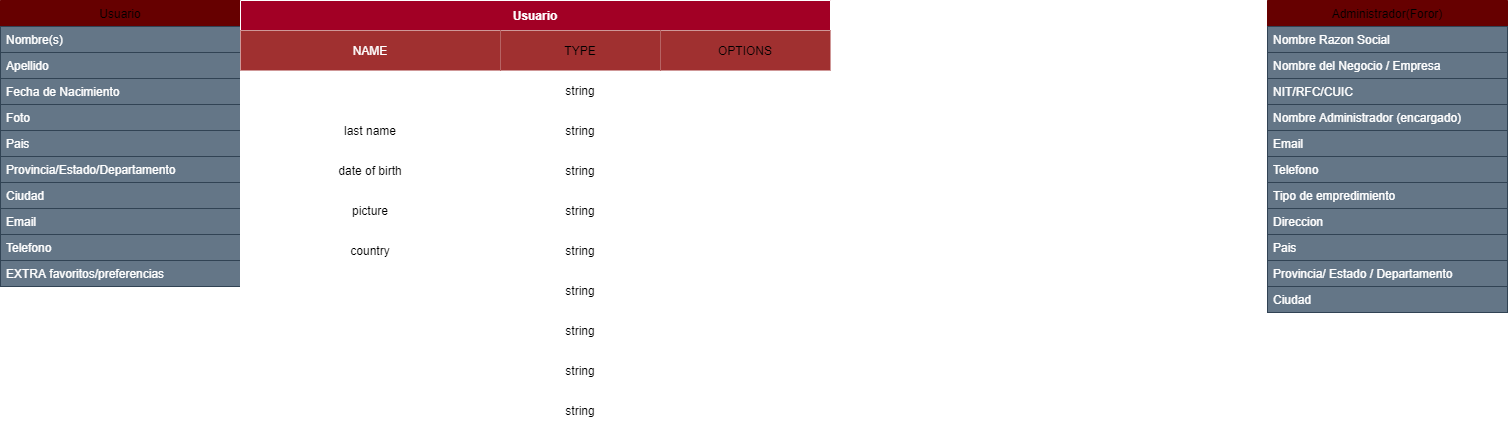 Usuario
Nombre(s)
Apellido
Fecha de Nacimiento
Foto
Pais
Provincia/Estado/Departamento
Ciudad
Email
Telefono
EXTRA favoritos/preferencias
Usuario
NAME TYPE OPTIONS
string
last name string
date of birth string
picture string
country string
string
string
string
string
Administrador(Foror)
Nombre Razon Social
Nombre del Negocio / Empresa
NIT/RFC/CUIC
Nombre Administrador (encargado)
Email
Telefono
Tipo de empredimiento
Direccion
Pais
Provincia/ Estado / Departamento
Ciudad